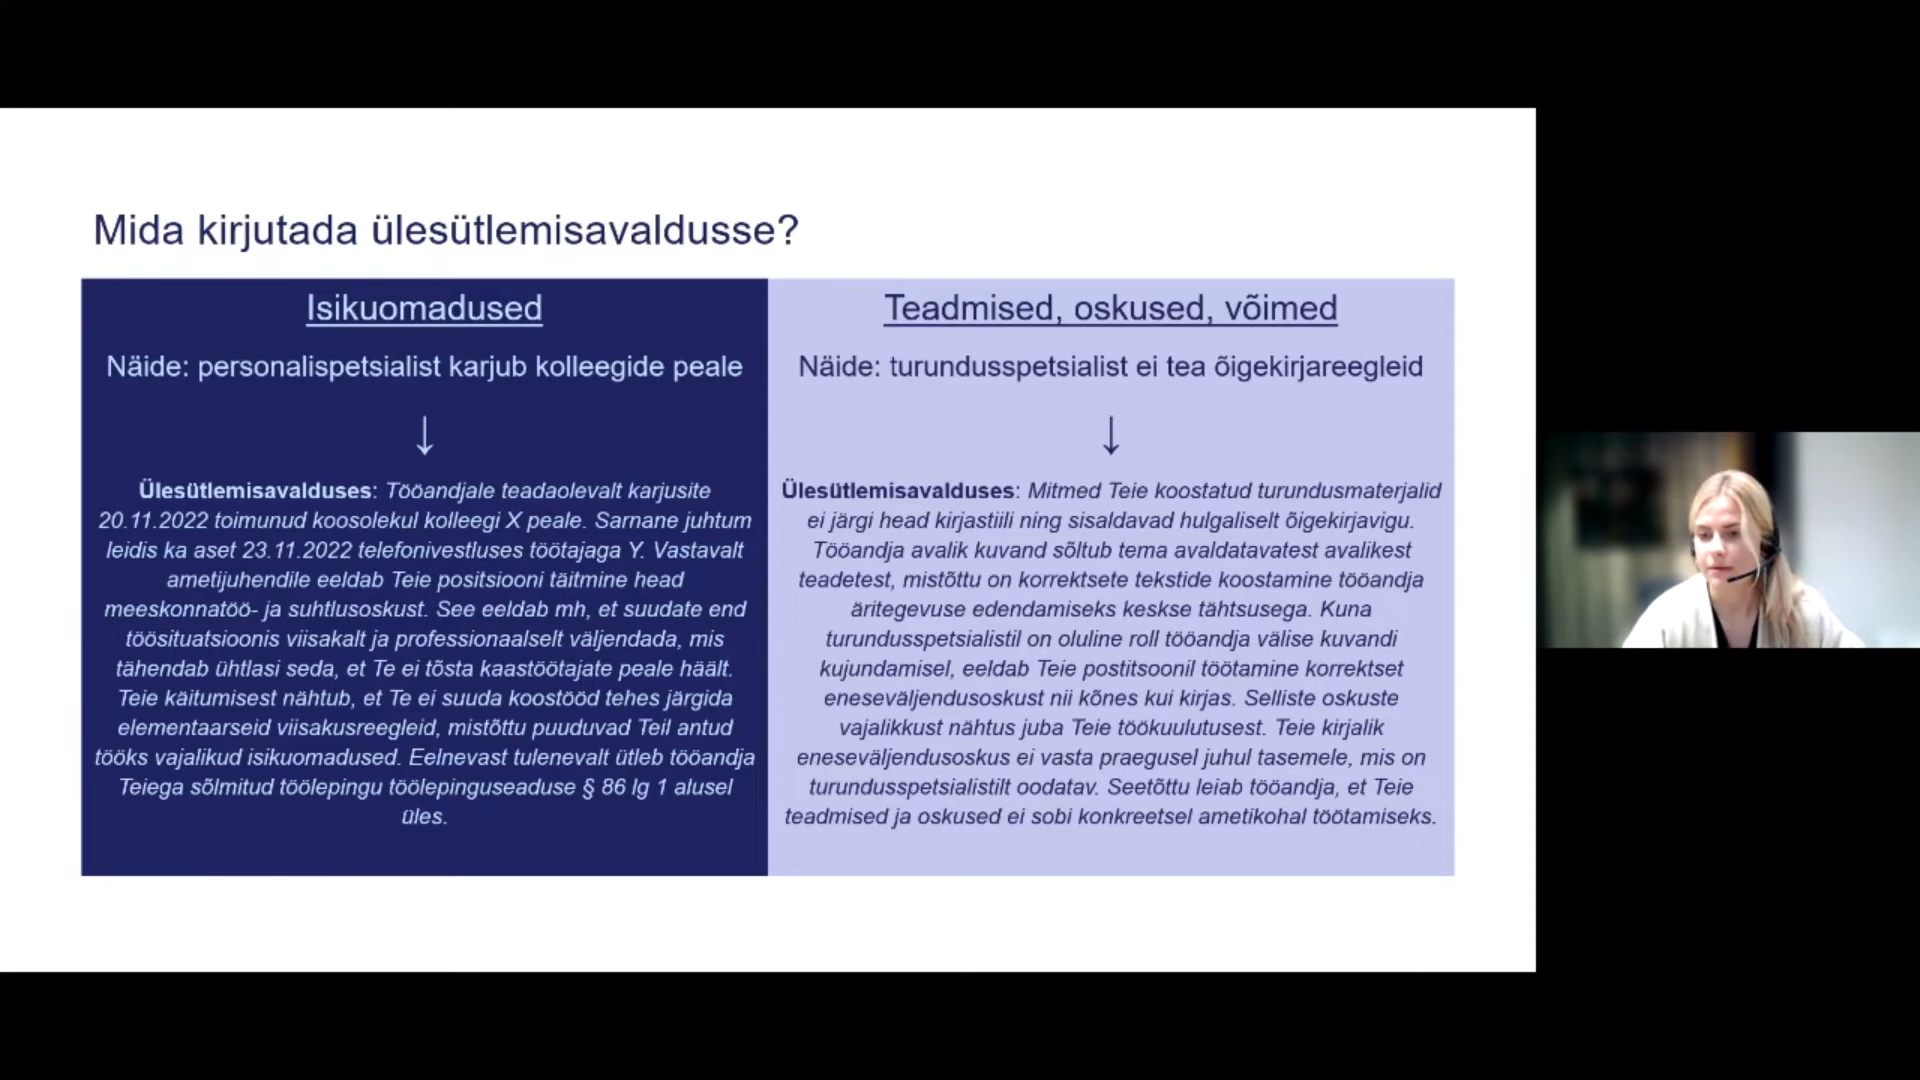 Mida kirjutada ülesütlemisavaldusse?
Isikuomadused
Näide: personalispetsialist karjub kolleegide peale
↓
Ülesütlemisavalduses: Tööandjale teadaolevalt karjusite
20.11.2022 toimunud koosolekul kolleegi X peale. Sarnane juhtum
leidis ka aset 23.11.2022 telefonivestluses töötajaga Y. Vastavalt
ametijuhendile eeldab Teie positsiooni täitmine head
meeskonnatöö- ja suhtlusoskust. See eeldab mh, et suudate end
töösituatsioonis viisakalt ja professionaalselt väljendada, mis
tähendab ühtlasi seda, et Te ei tõsta kaastöötajate peale häält.
Teie käitumisest nähtub, et Te ei suuda koostööd tehes järgida
elementaarseid viisakusreegleid, mistõttu puuduvad Teil antud
tööks vajalikud isikuomadused. Eelnevast tulenevalt ütleb tööandja
Teiega sõlmitud töölepingu töölepinguseaduse § 86 lg 1 alusel
üles.
Teadmised, oskused, võimed
Näide: turundusspetsialist ei tea õigekirjareegleid
↓
Ülesütlemisavalduses: Mitmed Teie koostatud turundusmaterjalid
ei järgi head kirjastiili ning sisaldavad hulgaliselt õigekirjavigu.
Tööandja avalik kuvand sõltub tema avaldatavatest avalikest
teadetest, mistõttu on korrektsete tekstide koostamine tööandja
äritegevuse edendamiseks keskse tähtsusega. Kuna
turundusspetsialistil on oluline roll tööandja välise kuvandi
kujundamisel, eeldab Teie postitsoonil töötamine korrektset
eneseväljendusoskust nii kõnes kui kirjas. Selliste oskuste
vajalikkust nähtus juba Teie töökuulutusest. Teie kirjalik
eneseväljendusoskus ei vasta praegusel juhul tasemele, mis on
turundusspetsialistilt oodatav. Seetõttu leiab tööandja, et Teie
teadmised ja oskused ei sobi konkreetsel ametikohal töötamiseks.